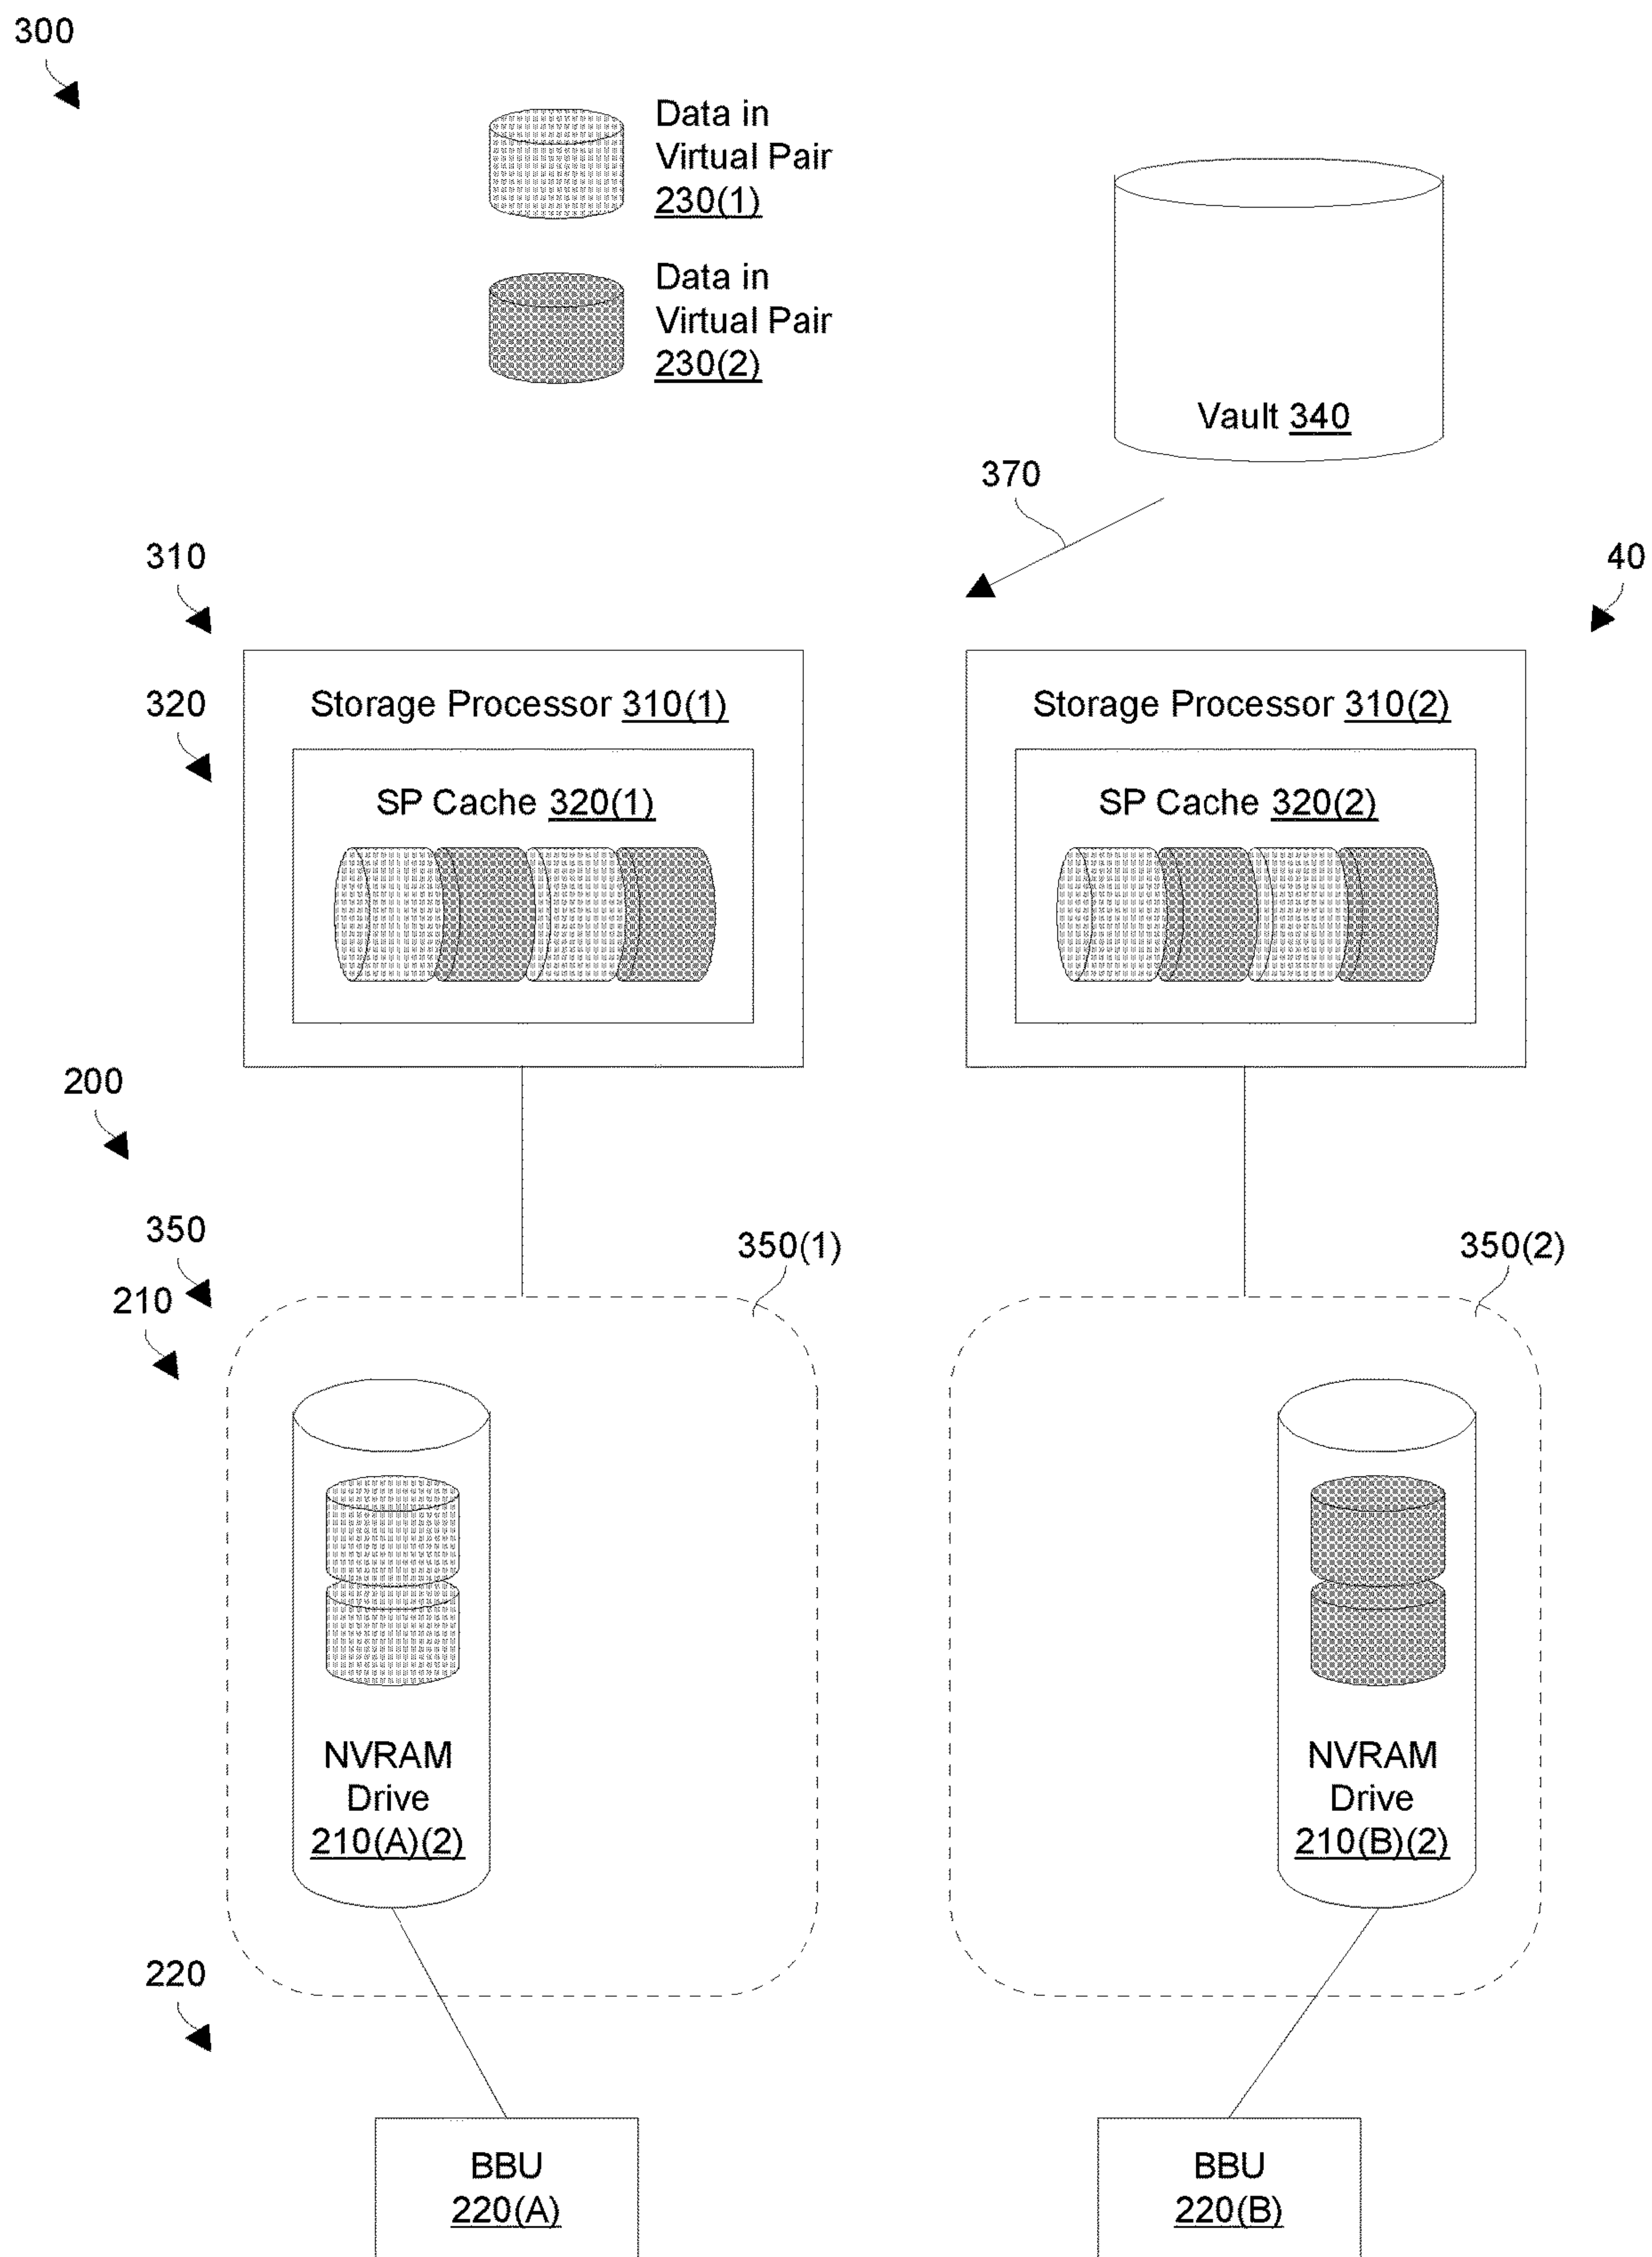 300
Data in
Virtual Pair
230(1)
Data in
Virtual Pair
230(2)
Vault 340
370
310
40
Storage Processor 310(1)
Storage Processor 310(2)
320
SP Cache 320(1)
SP Cache 320(2)
200
350
350(1)
350(2)
210
NVRAM
Drive
210(A)(2)
NVRAM
Drive
210(B)(2)
220
BBU
220(A)
BBU
220(B)